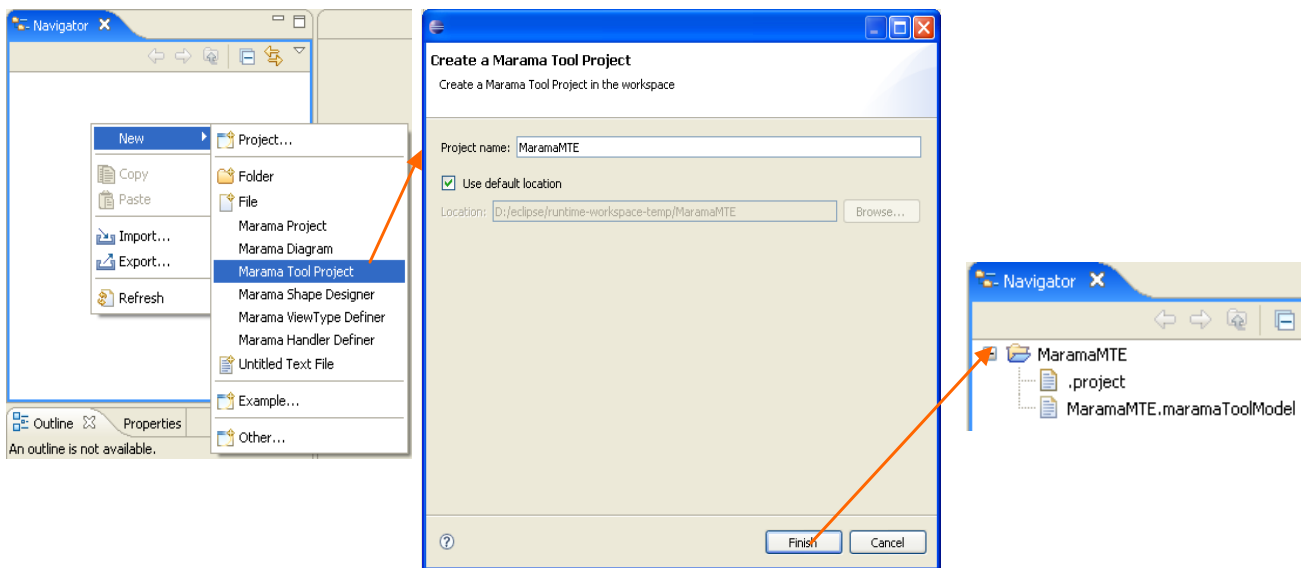 Navigator
New
Copy
Paste
Import...
Export...
Refresh
Project...
Folder
File
Marama Project
Marama Diagram
Marama Tool Project
Marama Shape Designer
Marama ViewType Definer
Marama Handler Definer
Untitled Text File
Example...
Other...
Outline Properties
An outline is not available.
Create a Marama Tool Project
Create a Marama Tool Project in the workspace
Project name: MaramaMTE
Use default location
Location: D:/eclipse/runtime-workspace-temp/MaramaMTE Browse...
Finish Cancel
Navigator
MaramaMTE
.project
MaramaMTE.maramaToolModel